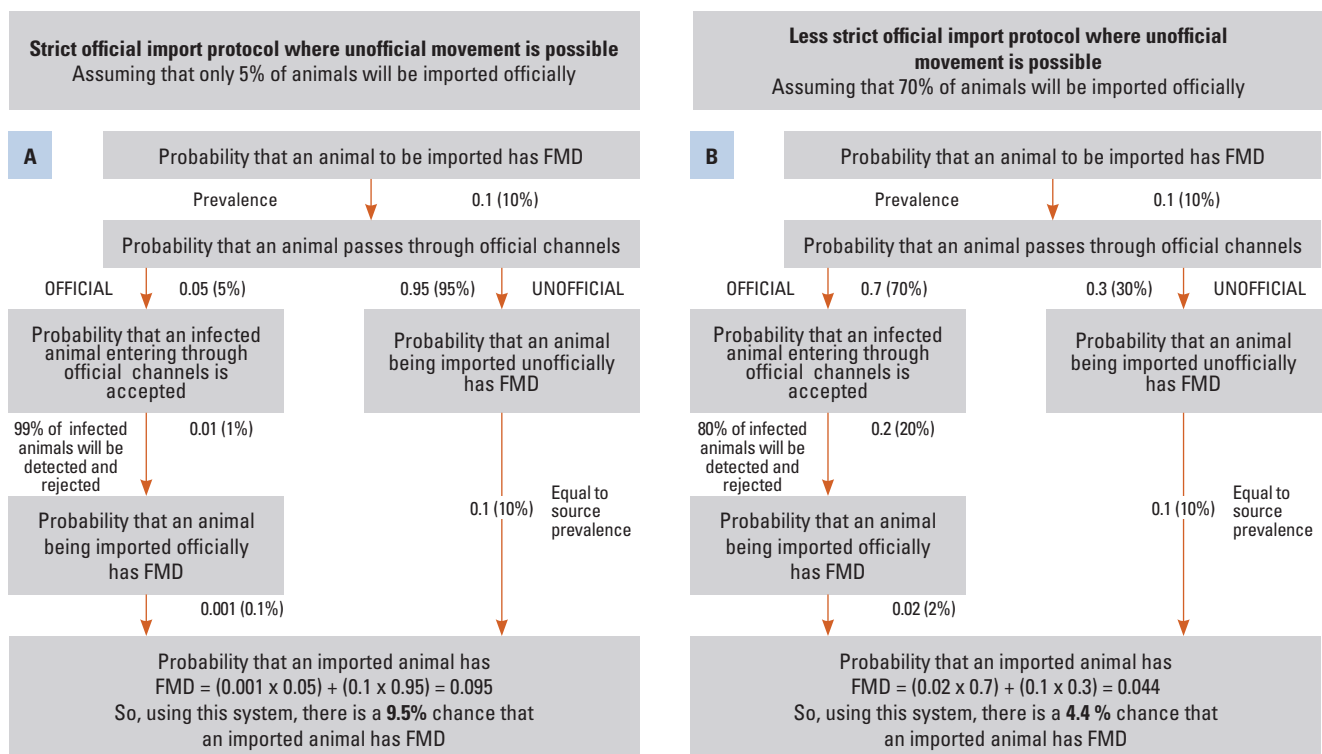 Strict official import protocol where unofficial movement is possible
Assuming that only 5% of animals will be imported officially
A
Probability that an animal to be imported has FMD
Prevalence
0.1 (10%)
Probability that an animal passes through official channels
OFFICIAL
0.05 (5%)
0.95 (95%)
UNOFFICIAL
Probability that an infected
animal entering through
official channels is
accepted
Probability that an animal
being imported unofficially
has FMD
99% of infected
animals will be
detected and
rejected
0.01 (1%)
Probability that an animal
being imported officially
has FMD
0.1 (10%)
Equal to
source
prevalence
0.001 (0.1%)
Probability that an imported animal has
FMD = (0.001 x 0.05) + (0.1 x 0.95) = 0.095
So, using this system, there is a 9.5% chance that
an imported animal has FMD
Less strict official import protocol where unofficial
movement is possible
Assuming that 70% of animals will be imported officially
B
Probability that an animal to be imported has FMD
Prevalence
0.1 (10%)
Probability that an animal passes through official channels
OFFICIAL
0.7 (70%)
0.3 (30%)
UNOFFICIAL
Probability that an infected
animal entering through
official channels is
accepted
Probability that an animal
being imported unofficially
has FMD
80% of infected
animals will be
detected and
rejected
0.2 (20%)
Probability that an animal
being imported officially
has FMD
0.1 (10%)
Equal to
source
prevalence
0.02 (2%)
Probability that an imported animal has
FMD = (0.02 x 0.7) + (0.1 x 0.3) = 0.044
So, using this system, there is a 4.4 % chance that
an imported animal has FMD